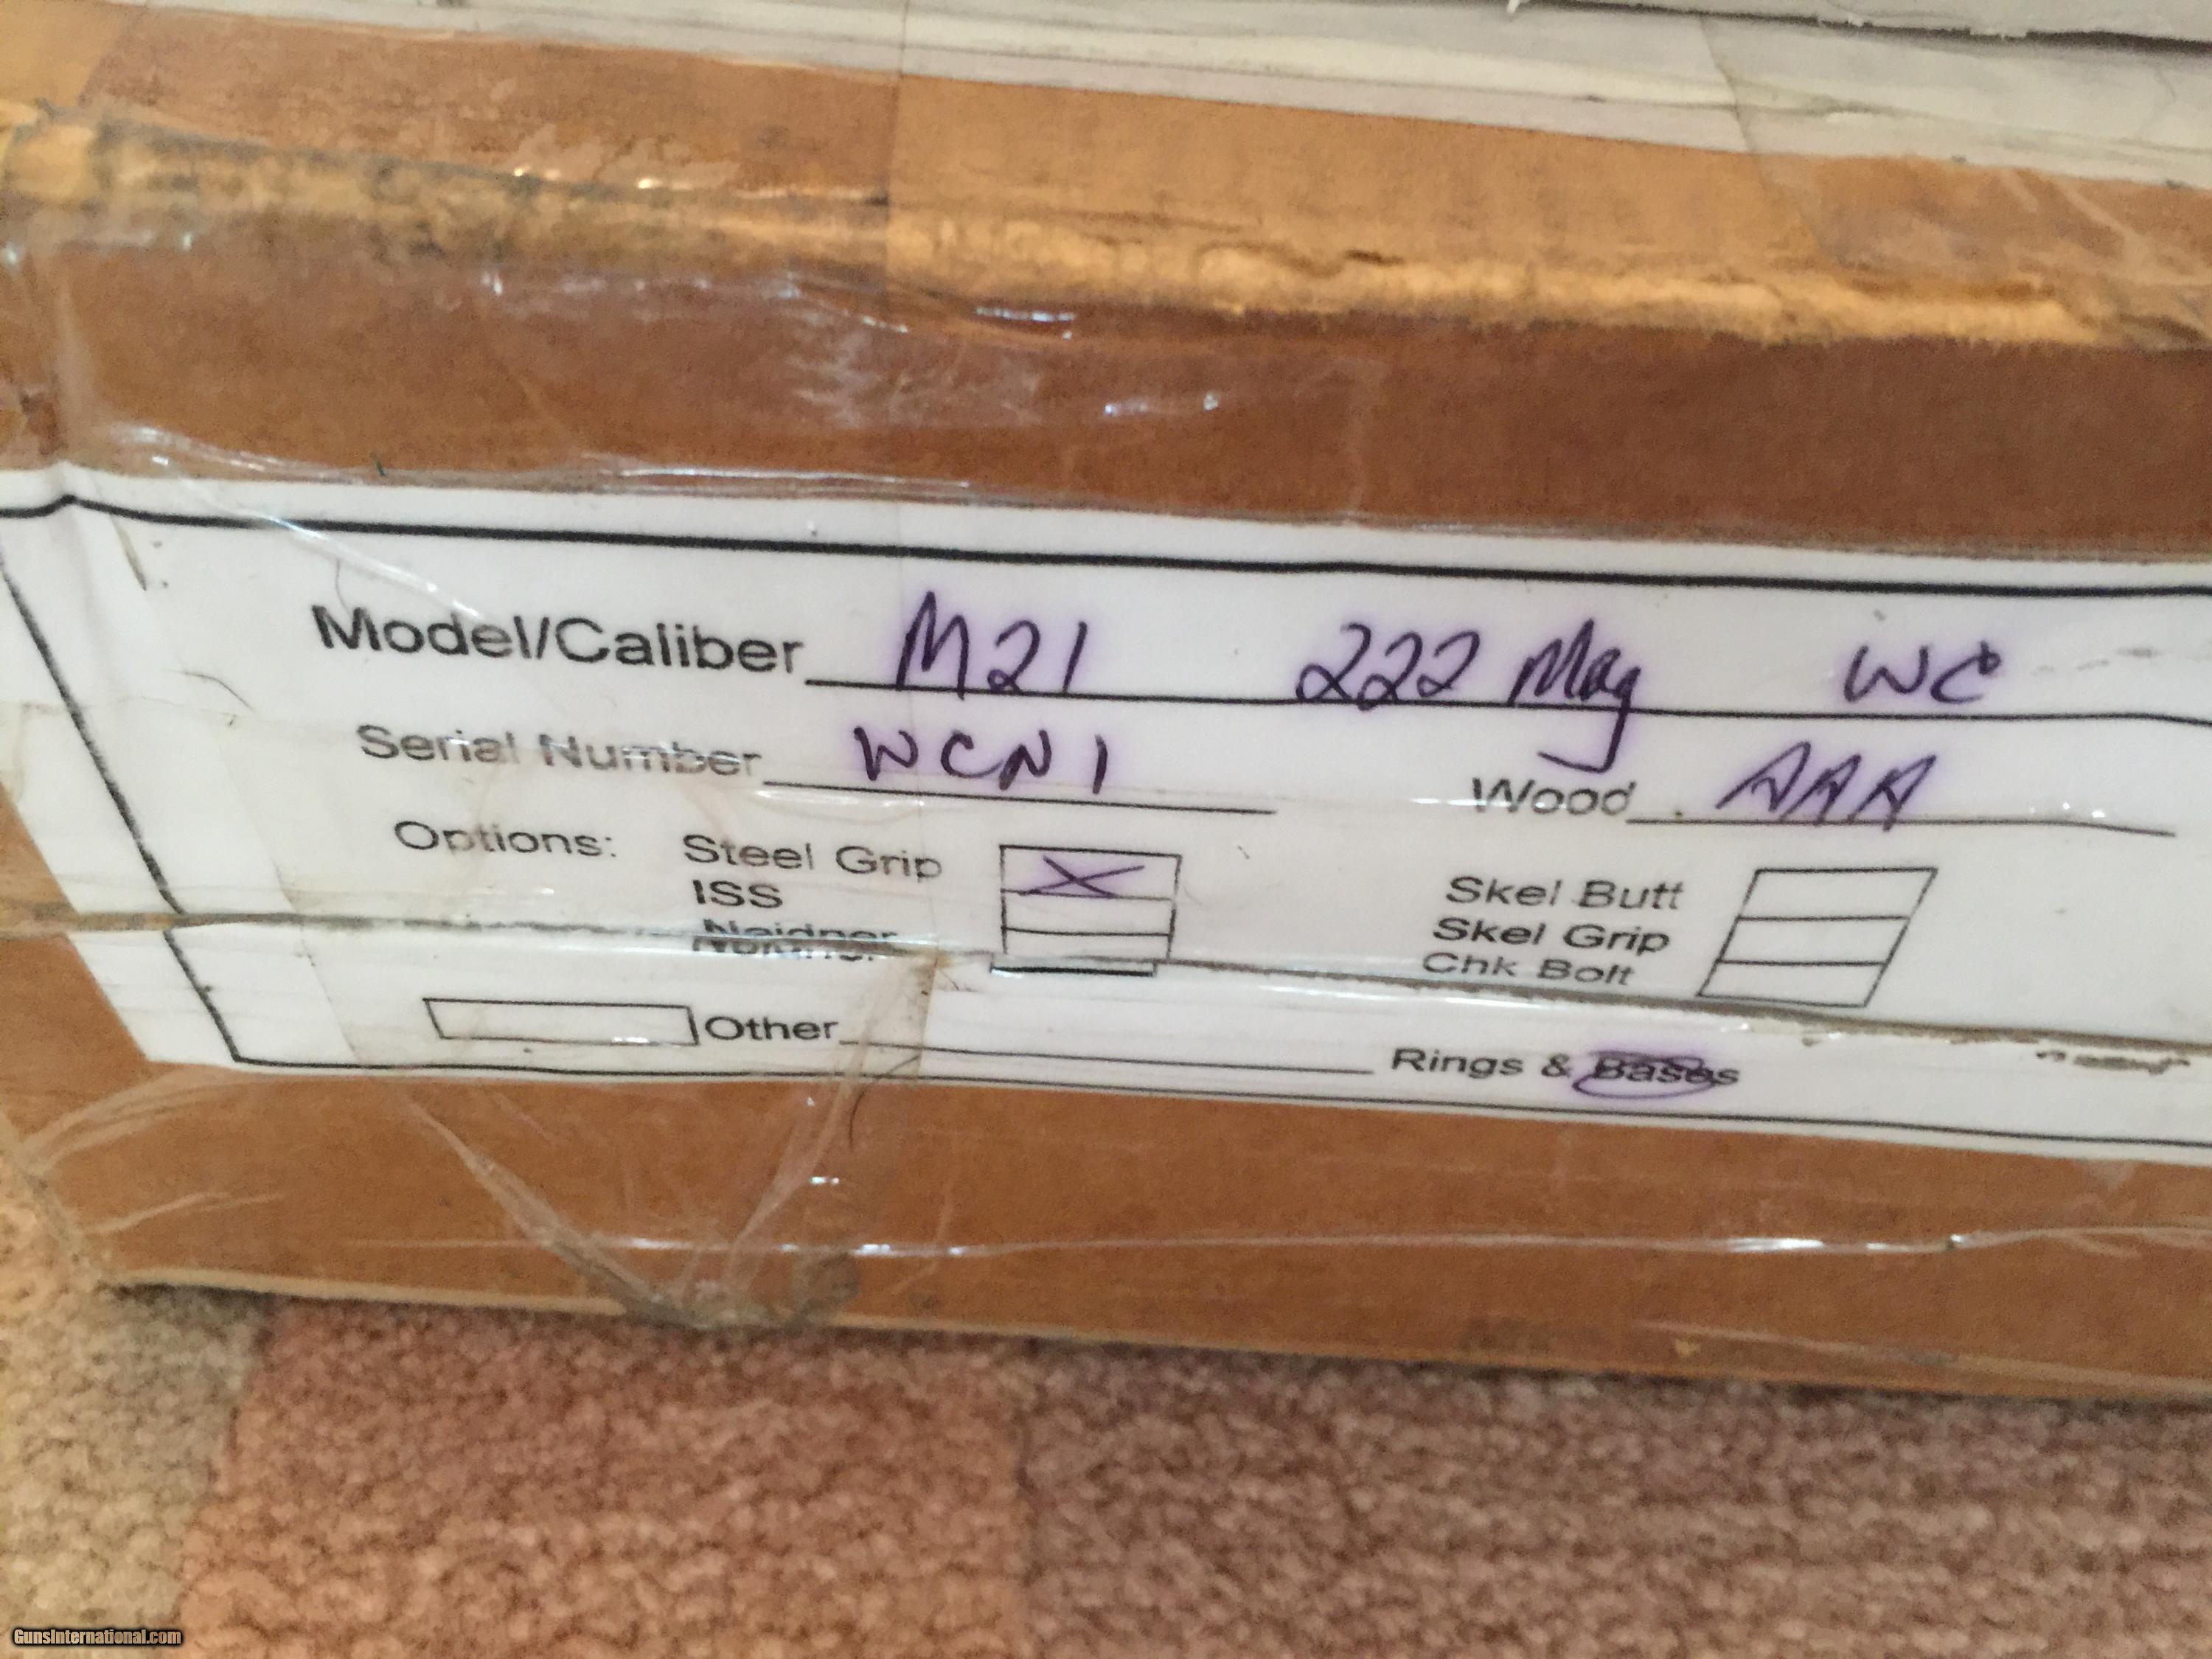 Model/Caliber M21 222 Mag WC
Serial Number WCN1 Wood AAA
Options: Steel Grip Skel Butt
ISS Skel Grip
Neidner Chk Bolt
Other Rings & Bases
GunsInternational.com